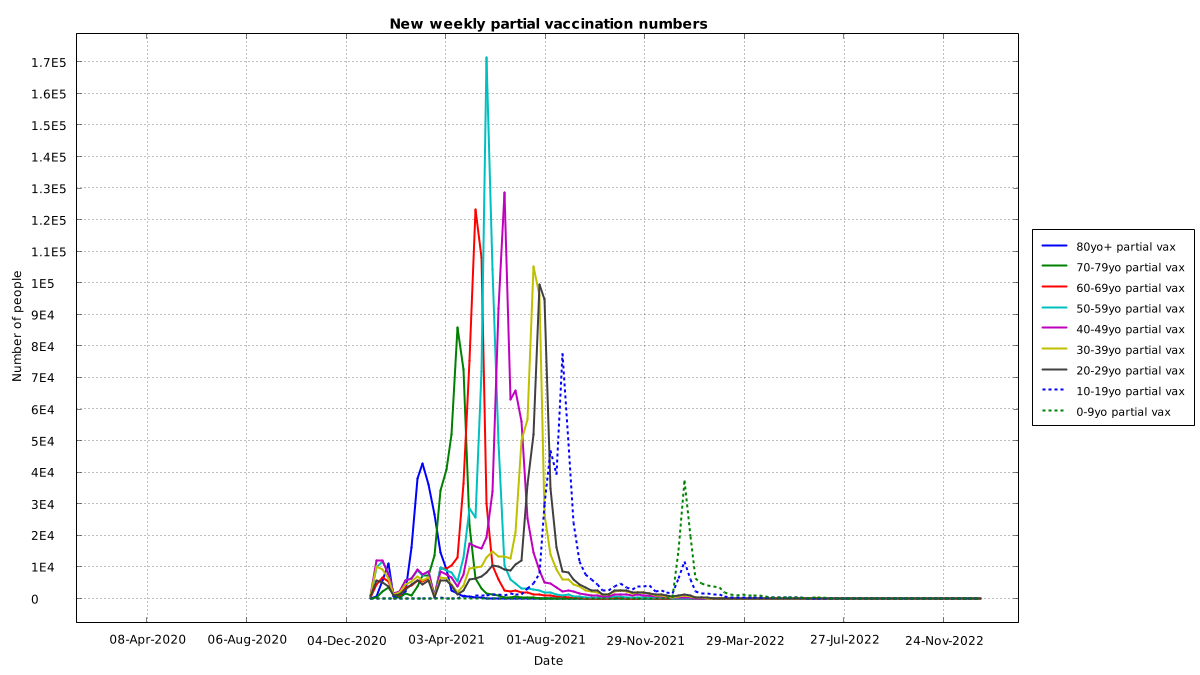 New weekly partial vaccination numbers
1.7E5
1.6E5
1.5E5
1.4E5
1.3E5
1.2E5
1.1E5
1E5
9E4
8E4
7E4
6E4
5E4
4E4
3E4
2E4
1E4
0
Number of people
08-Apr-2020 06-Aug-2020 04-Dec-2020 03-Apr-2021 01-Aug-2021 29-Nov-2021 29-Mar-2022 27-Jul-2022 24-Nov-2022
Date
80yo+ partial vax
70-79yo partial vax
60-69yo partial vax
50-59yo partial vax
40-49yo partial vax
30-39yo partial vax
20-29yo partial vax
10-19yo partial vax
0-9yo partial vax